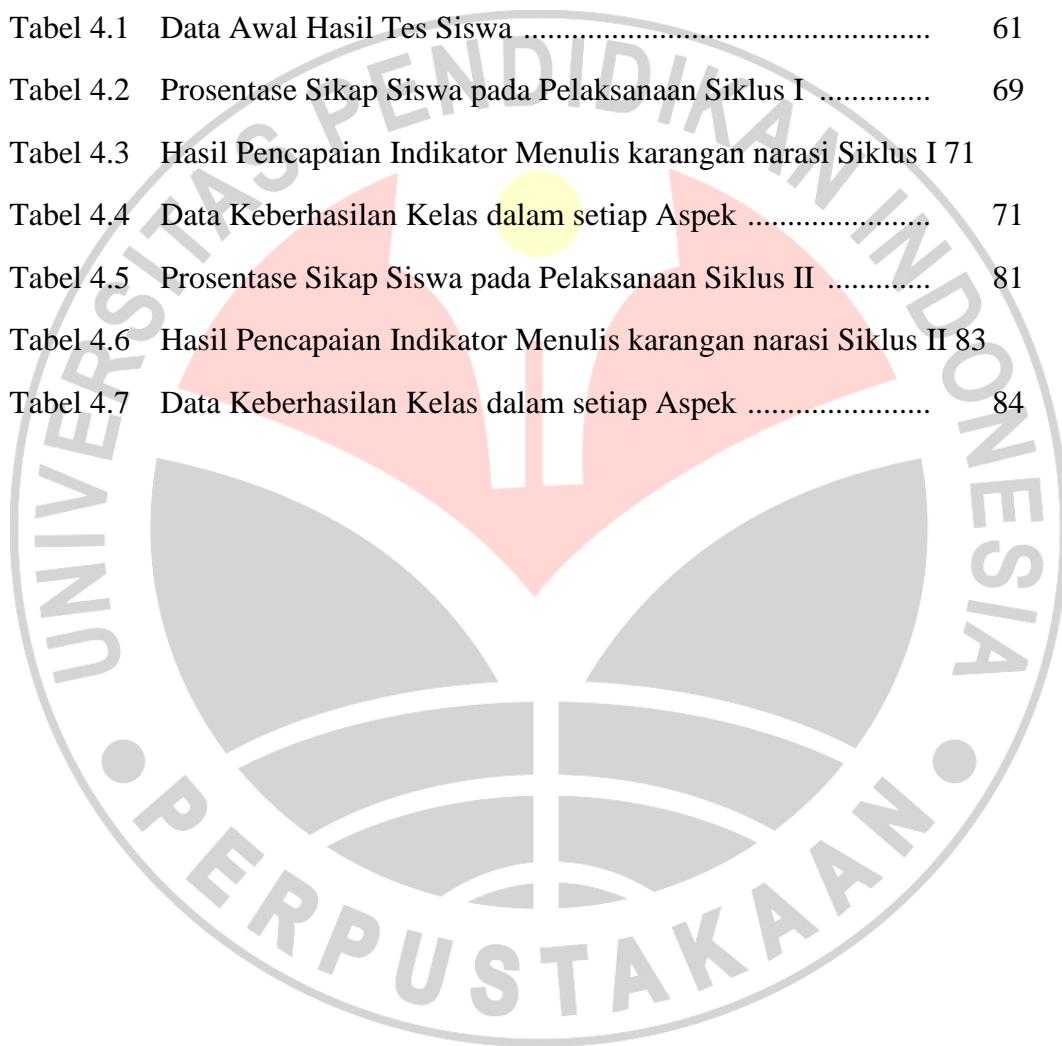 Tabel 4.1 Data Awal Hasil Tes Siswa ................................................... 61
Tabel 4.2 Prosentase Sikap Siswa pada Pelaksanaan Siklus I .............. 69
Tabel 4.3 Hasil Pencapaian Indikator Menulis karangan narasi Siklus I 71
Tabel 4.4 Data Keberhasilan Kelas dalam setiap Aspek ....................... 71
Tabel 4.5 Prosentase Sikap Siswa pada Pelaksanaan Siklus II ............. 81
Tabel 4.6 Hasil Pencapaian Indikator Menulis karangan narasi Siklus II 83
Tabel 4.7 Data Keberhasilan Kelas dalam setiap Aspek ....................... 84
UNIVERSITAS PENDIDIKAN INDONESIA
PERPUSTAKAAN